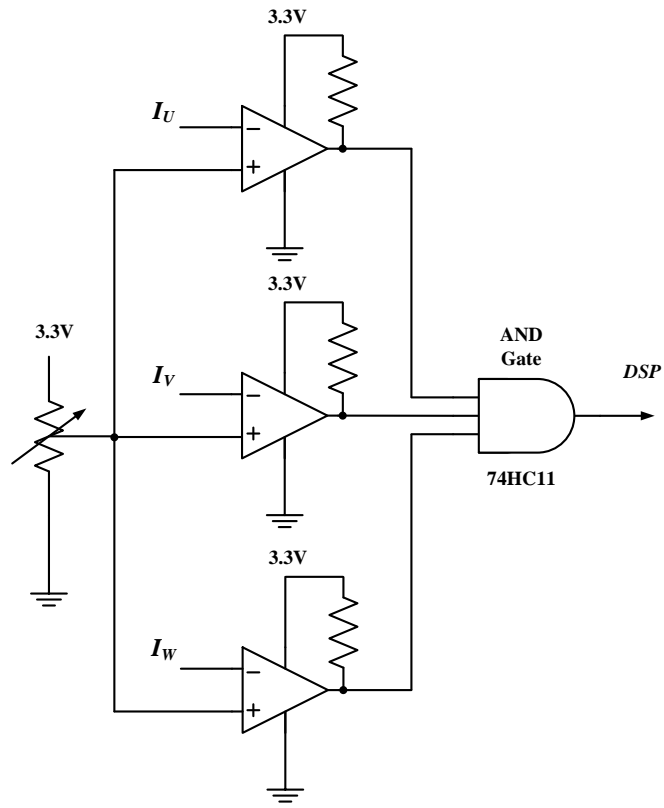 3.3V
I_U
−
+
3.3V
3.3V
I_V
−
+
AND
Gate
DSP
74HC11
3.3V
I_W
−
+